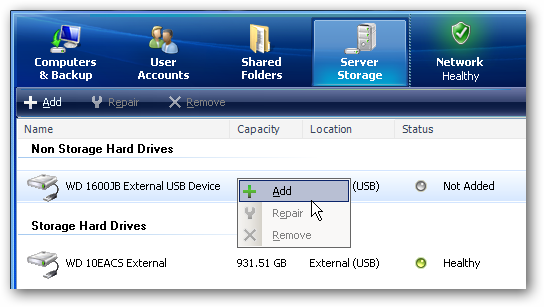 Computers & Backup
User Accounts
Shared Folders
Server Storage
Network Healthy
Add Repair Remove
Name Capacity Location Status
Non Storage Hard Drives
WD 1600JB External USB Device (USB) Not Added
Add
Repair
Remove
Storage Hard Drives
WD 10EACS External 931.51 GB External (USB) Healthy